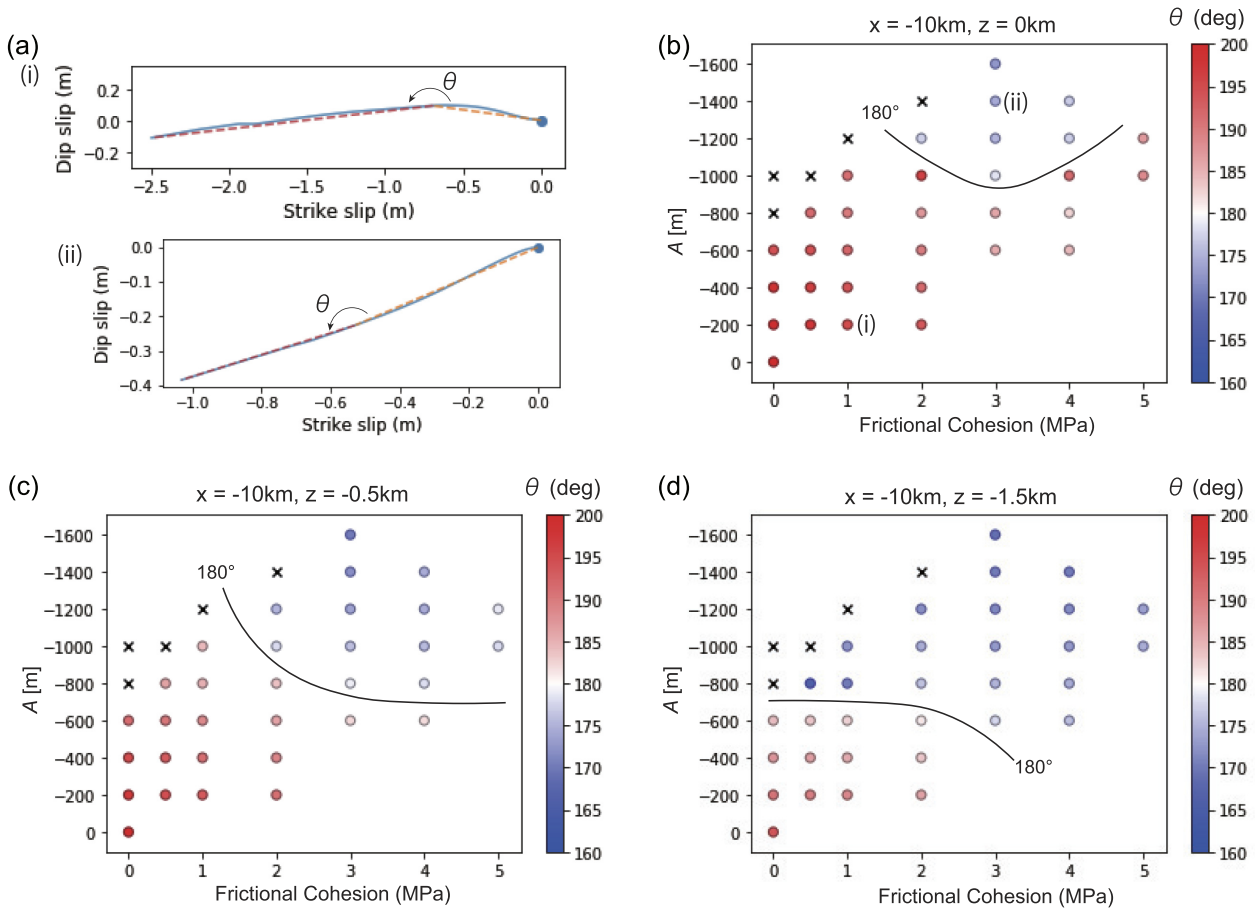 (a)
(i)
Dip slip (m)
0.2
0.0
−0.2
θ
−2.5 −2.0 −1.5 −1.0 −0.5 0.0
Strike slip (m)
(ii)
Dip slip (m)
0.0
−0.1
−0.2
−0.3
−0.4
θ
−1.0 −0.8 −0.6 −0.4 −0.2 0.0
Strike slip (m)
(b)
x = -10km, z = 0km
θ (deg)
A [m]
−1600
−1400
−1200
−1000
−800
−600
−400
−200
0
180°
(ii)
(i)
0 1 2 3 4 5
Frictional Cohesion (MPa)
200
195
190
185
180
175
170
165
160
(c)
x = -10km, z = -0.5km
θ (deg)
A [m]
−1600
−1400
−1200
−1000
−800
−600
−400
−200
0
180°
0 1 2 3 4 5
Frictional Cohesion (MPa)
200
195
190
185
180
175
170
165
160
(d)
x = -10km, z = -1.5km
θ (deg)
A [m]
−1600
−1400
−1200
−1000
−800
−600
−400
−200
0
180°
0 1 2 3 4 5
Frictional Cohesion (MPa)
200
195
190
185
180
175
170
165
160